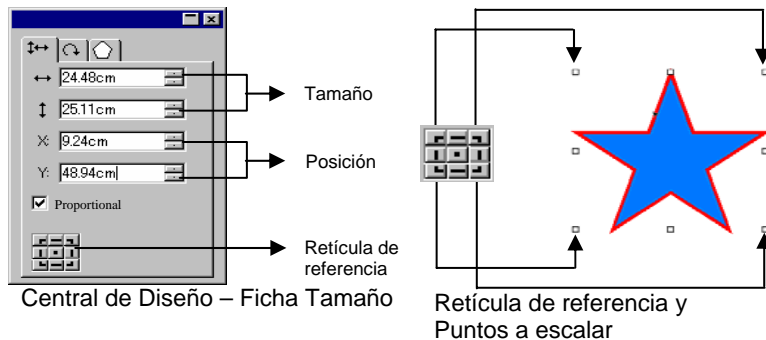 24.48cm
25.11cm
Tamaño
X: 9.24cm
Y: 48.94cm
Posición
Proportional
Retícula de
referencia
Central de Diseño – Ficha Tamaño
Retícula de referencia y
Puntos a escalar